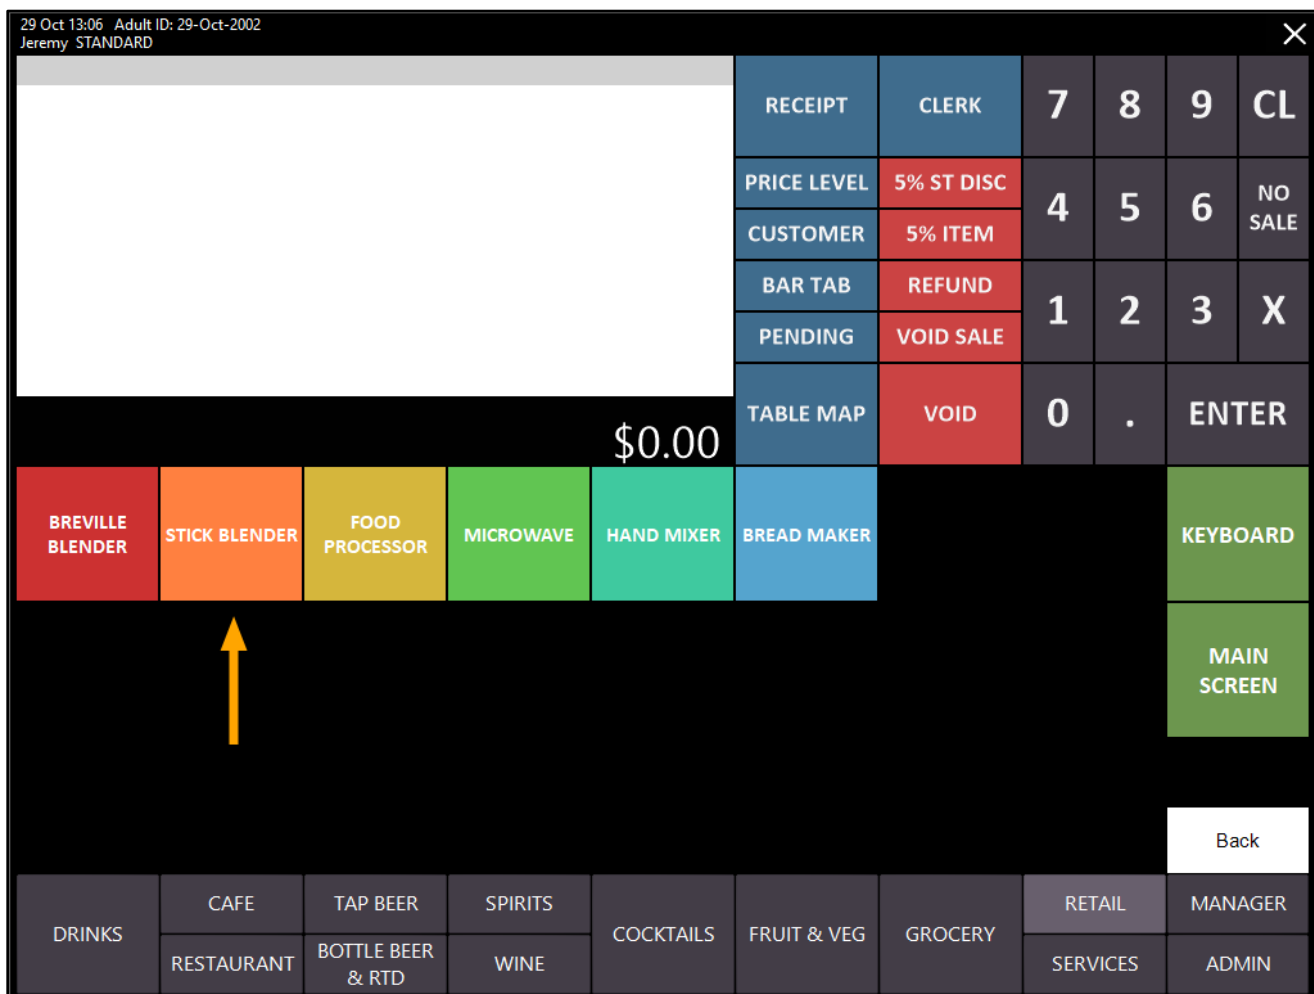 29 Oct 13:06 Adult ID: 29-Oct-2002
Jeremy STANDARD
RECEIPT
CLERK
7
8
9
CL
PRICE LEVEL
5% ST DISC
4
5
6
NO
SALE
CUSTOMER
5% ITEM
BAR TAB
REFUND
1
2
3
X
PENDING
VOID SALE
$0.00
TABLE MAP
VOID
0
.
ENTER
BREVILLE
BLENDER
STICK BLENDER
FOOD
PROCESSOR
MICROWAVE
HAND MIXER
BREAD MAKER
KEYBOARD
MAIN
SCREEN
Back
DRINKS
CAFE
TAP BEER
SPIRITS
COCKTAILS
FRUIT & VEG
GROCERY
RETAIL
MANAGER
RESTAURANT
BOTTLE BEER
& RTD
WINE
SERVICES
ADMIN